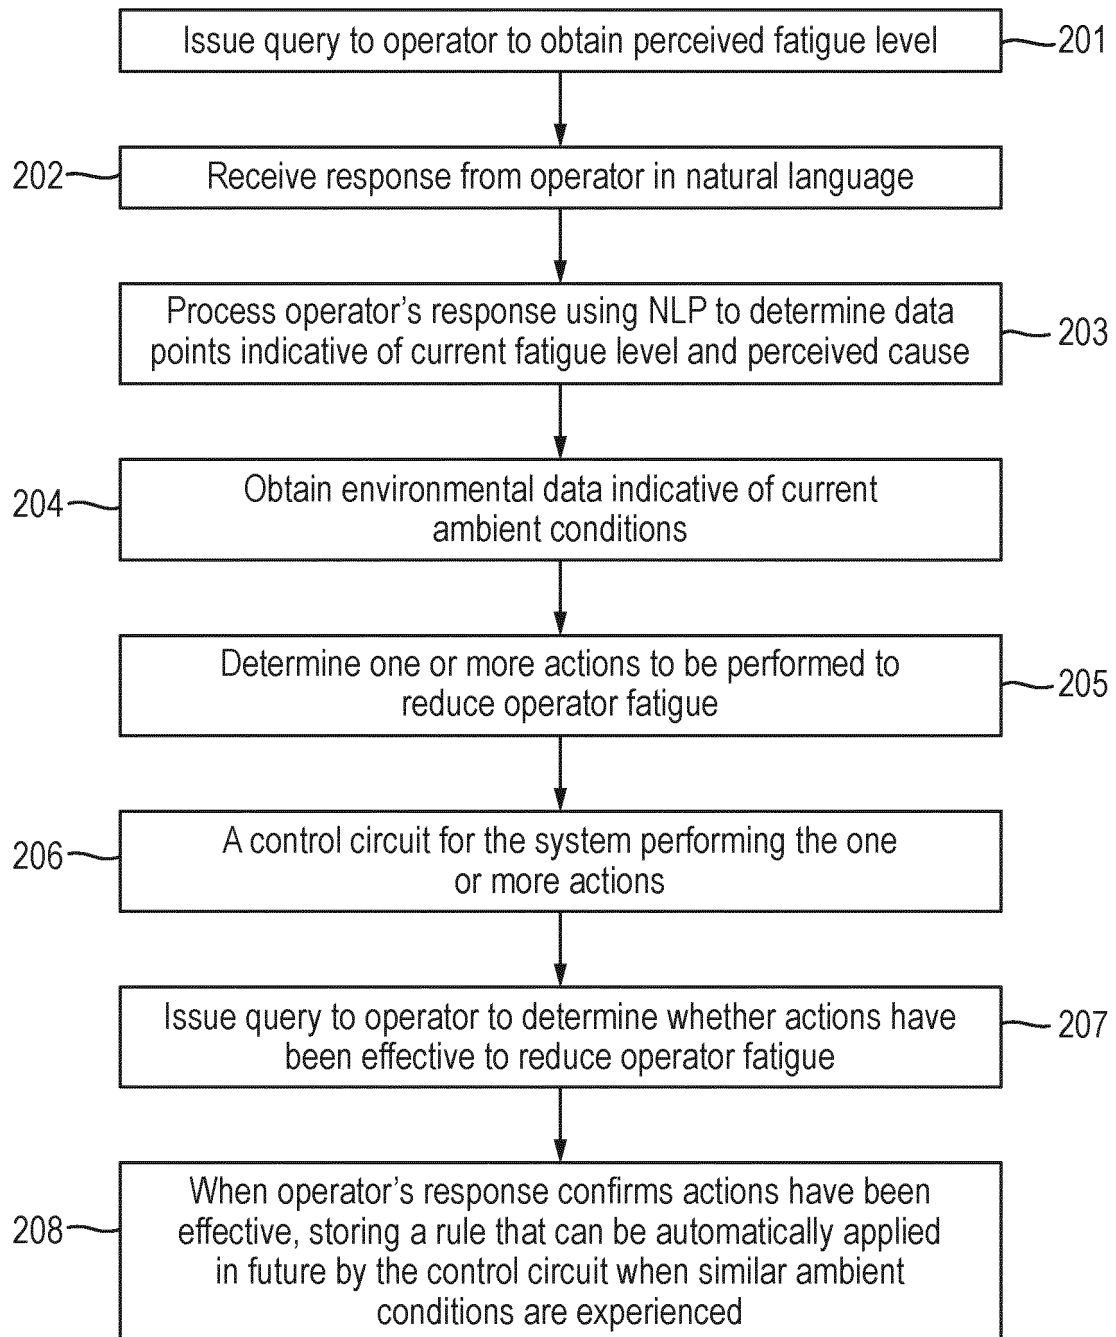 Issue query to operator to obtain perceived fatigue level
201
202
Receive response from operator in natural language
Process operator's response using NLP to determine data
points indicative of current fatigue level and perceived cause
203
204
Obtain environmental data indicative of current
ambient conditions
Determine one or more actions to be performed to
reduce operator fatigue
205
206
A control circuit for the system performing the one
or more actions
Issue query to operator to determine whether actions have
been effective to reduce operator fatigue
207
208
When operator's response confirms actions have been
effective, storing a rule that can be automatically applied
in future by the control circuit when similar ambient
conditions are experienced